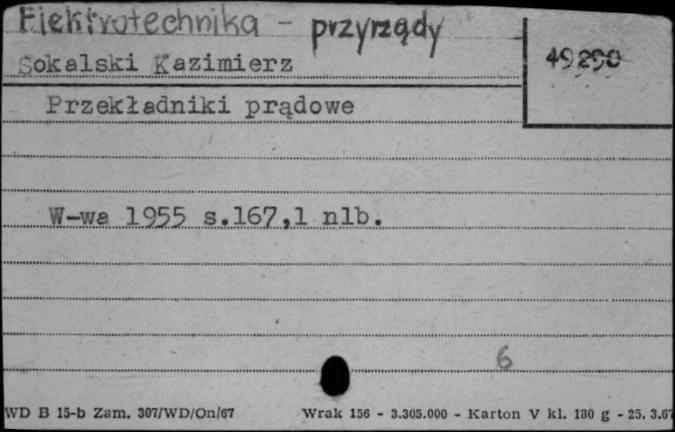 Elektrotechnika - przyrządy
Sokalski Kazimierz
49290
Przekładniki prądowe
W-wa 1955 s.167,1 nlb.
6
WD B 15-b Zam. 307/WD/On/67 Wrak 156 - 3.305.000 - Karton V kl. 180 g - 25. 3.67